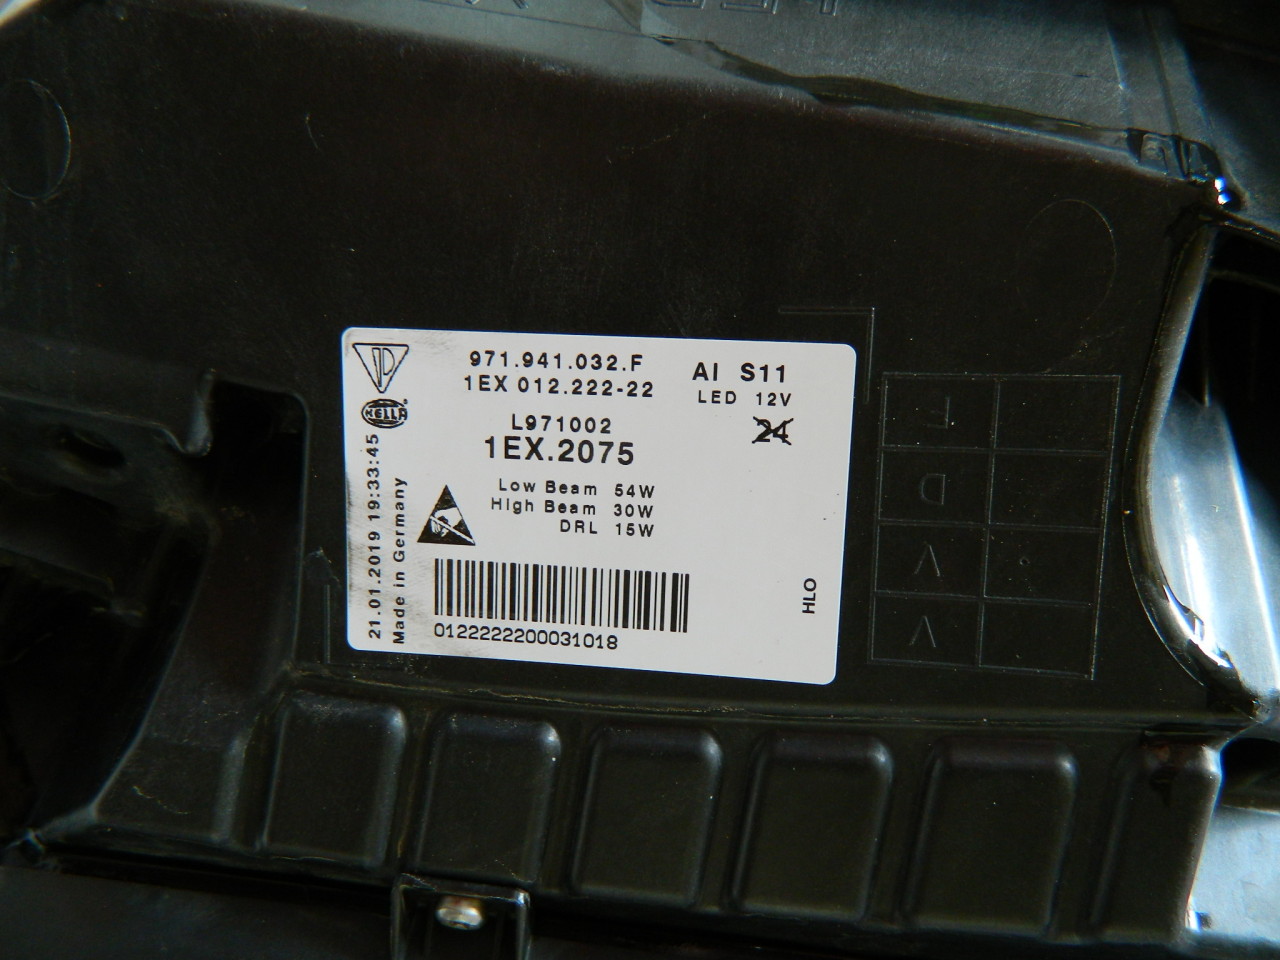 971.941.032.F
1EX 012.222-22
AI S11
LED 12V
24
HELLA
L971002
1EX.2075
Low Beam 54W
High Beam 30W
DRL 15W
21.01.2019 19:33:45
Made in Germany
0122222200031018
HLO
F
D
V
V